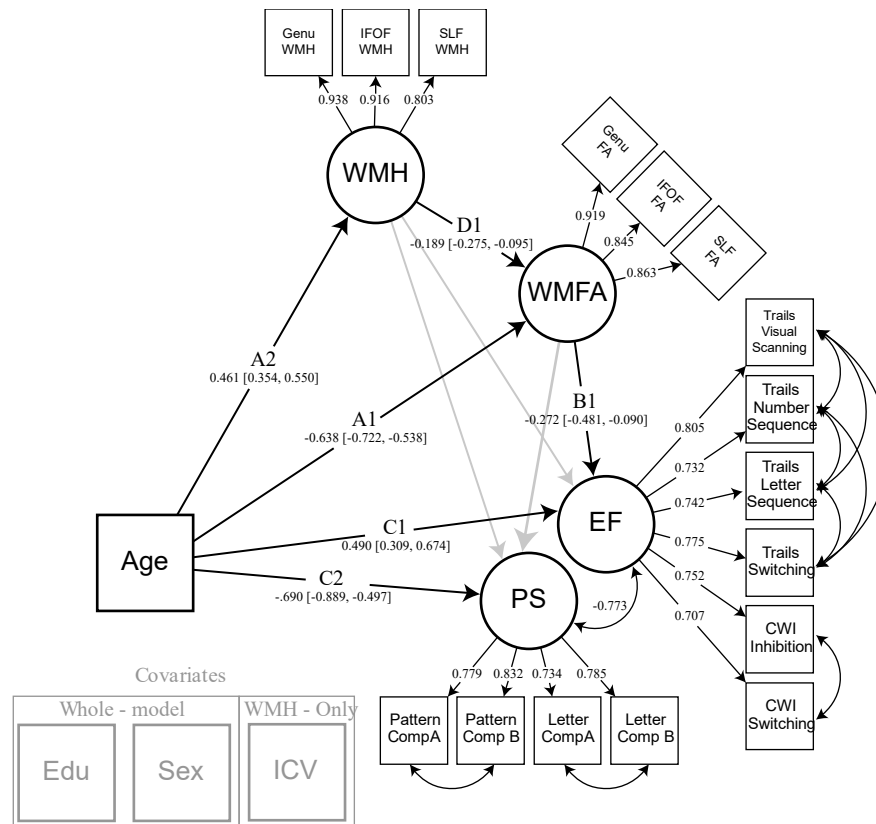 Genu
WMH
IFOF
WMH
SLF
WMH
0.938
0.916
0.803
WMH
Genu
FA
IFOF
FA
SLF
FA
D1
-0.189 [-0.275, -0.095]
0.919
0.845
0.863
WMFA
Trails
Visual
Scanning
Trails
Number
Sequence
Trails
Letter
Sequence
Trails
Switching
CWI
Inhibition
CWI
Switching
A2
0.461 [0.354, 0.550]
A1
-0.638 [-0.722, -0.538]
B1
-0.272 [-0.481, -0.090]
0.805
0.732
0.742
0.775
0.752
0.707
Age
C1
0.490 [0.309, 0.674]
EF
C2
-.690 [-0.889, -0.497]
PS
-0.773
0.779
0.832
0.734
0.785
Pattern
CompA
Pattern
Comp B
Letter
CompA
Letter
Comp B
Covariates
Whole - model
WMH - Only
Edu
Sex
ICV